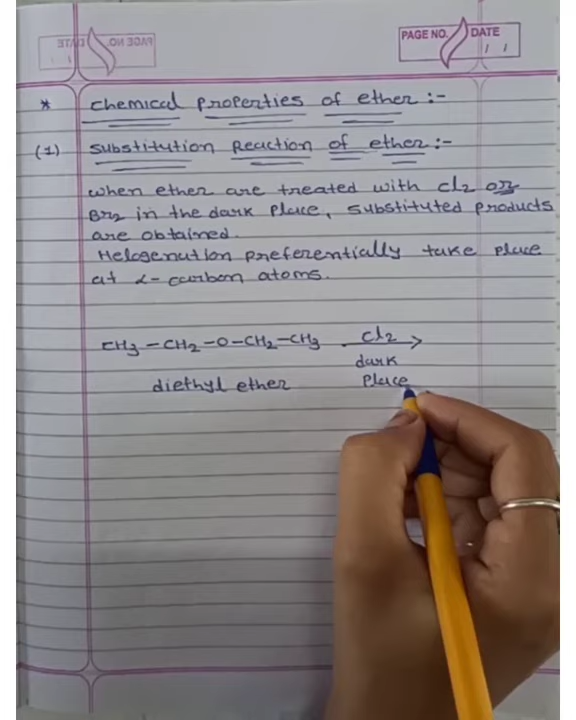 PAGE NO. DATE
/ /
* chemical properties of ether :-
(1) substitution Reaction of ether :-
when ether are treated with cl2 or
Br2 in the dark place, substituted products
are obtained.
Helogenation preferentially take place
at α-carbon atoms.
CH3-CH2-O-CH2-CH3 Cl2
dark
diethyl ether place